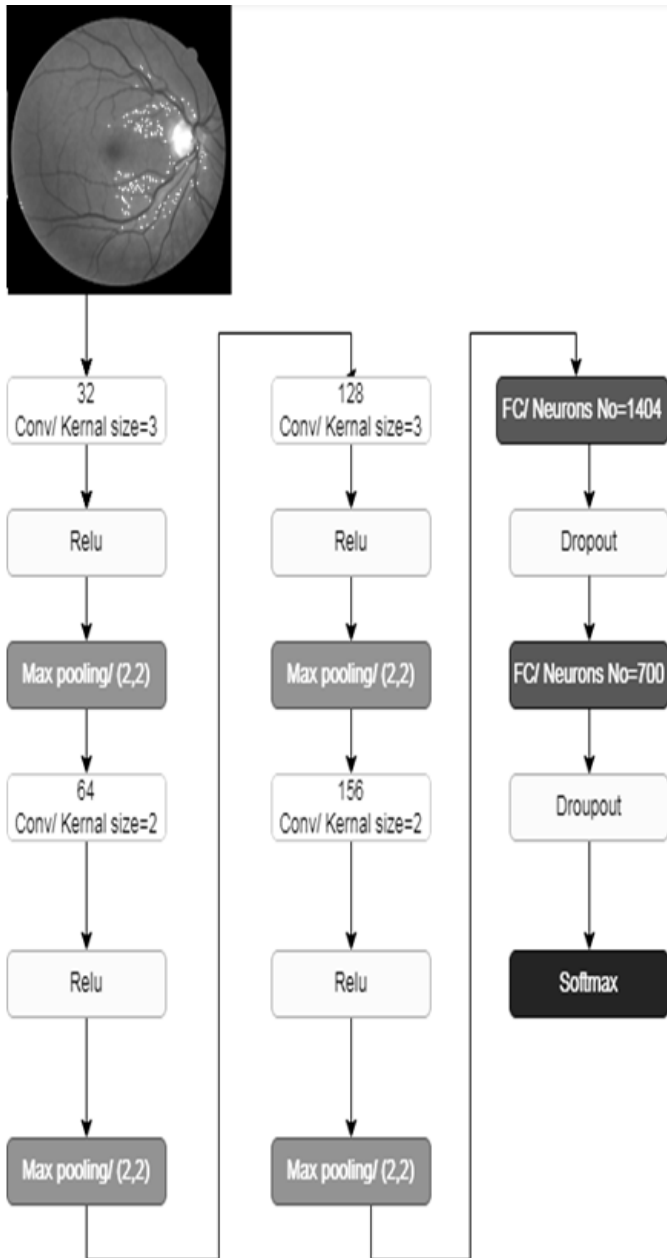 32
Conv/ Kernal size=3
Relu
Max pooling/ (2,2)
64
Conv/ Kernal size=2
Relu
Max pooling/ (2,2)
128
Conv/ Kernal size=3
Relu
Max pooling/ (2,2)
156
Conv/ Kernal size=2
Relu
Max pooling/ (2,2)
FC/ Neurons No=1404
Dropout
FC/ Neurons No=700
Droupout
Softmax